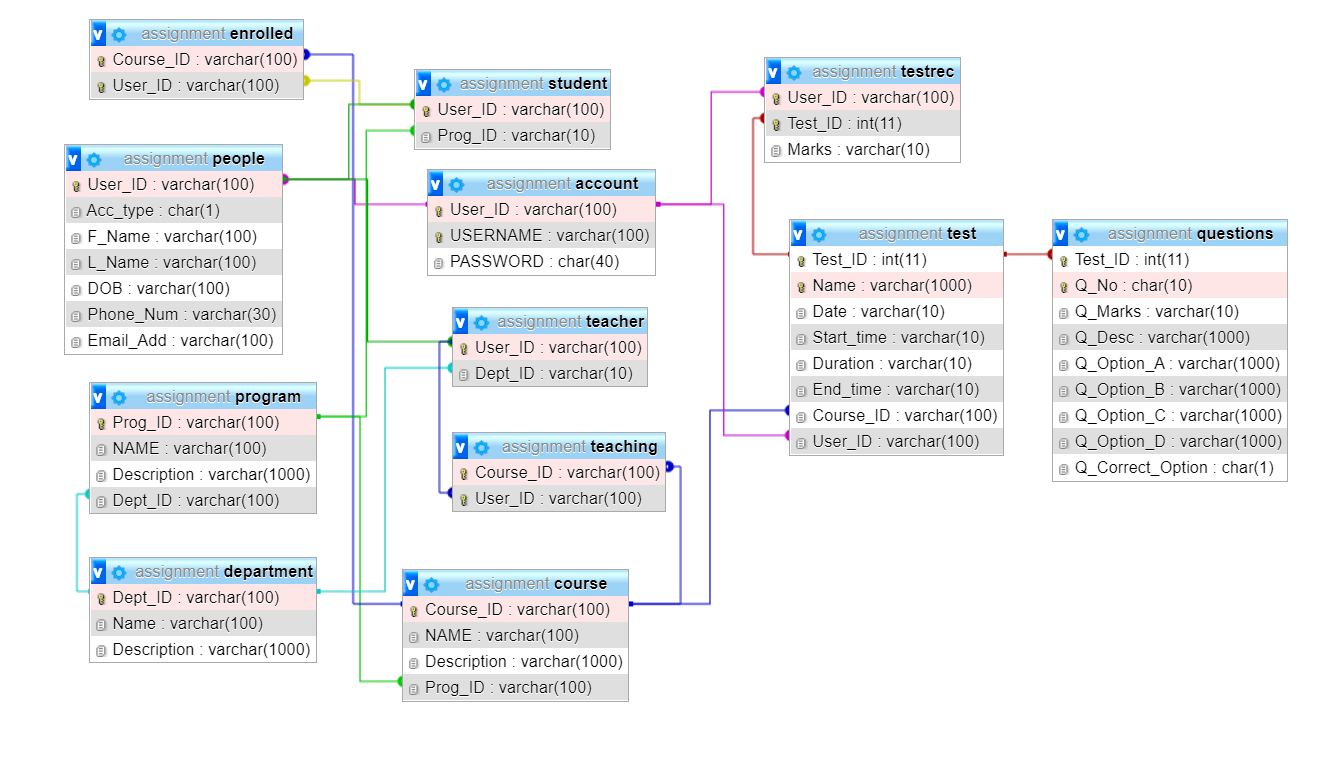 assignment enrolled
Course_ID : varchar(100)
User_ID : varchar(100)
assignment people
User_ID : varchar(100)
Acc_type : char(1)
F_Name : varchar(100)
L_Name : varchar(100)
DOB : varchar(100)
Phone_Num : varchar(30)
Email_Add : varchar(100)
assignment program
Prog_ID : varchar(100)
NAME : varchar(100)
Description : varchar(1000)
Dept_ID : varchar(100)
assignment department
Dept_ID : varchar(100)
Name : varchar(100)
Description : varchar(1000)
assignment student
User_ID : varchar(100)
Prog_ID : varchar(10)
assignment account
User_ID : varchar(100)
USERNAME : varchar(100)
PASSWORD : char(40)
assignment teacher
User_ID : varchar(100)
Dept_ID : varchar(10)
assignment teaching
Course_ID : varchar(100)
User_ID : varchar(100)
assignment course
Course_ID : varchar(100)
NAME : varchar(100)
Description : varchar(1000)
Prog_ID : varchar(100)
assignment testrec
User_ID : varchar(100)
Test_ID : int(11)
Marks : varchar(10)
assignment test
Test_ID : int(11)
Name : varchar(1000)
Date : varchar(10)
Start_time : varchar(10)
Duration : varchar(10)
End_time : varchar(10)
Course_ID : varchar(100)
User_ID : varchar(100)
assignment questions
Test_ID : int(11)
Q_No : char(10)
Q_Marks : varchar(10)
Q_Desc : varchar(1000)
Q_Option_A : varchar(1000)
Q_Option_B : varchar(1000)
Q_Option_C : varchar(1000)
Q_Option_D : varchar(1000)
Q_Correct_Option : char(1)